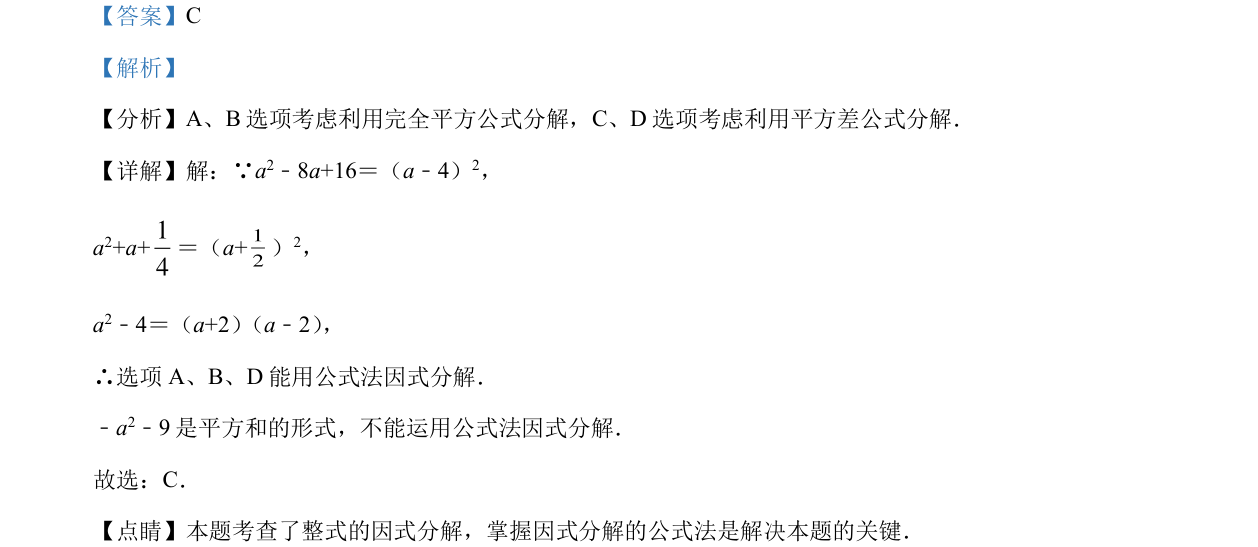 【答案】C
【解析】
【分析】A、B选项考虑利用完全平方公式分解，C、D选项考虑利用平方差公式分解．
【详解】解：∵a²﹣8a+16＝（a﹣4）²，
a²+a+1/4＝（a+1/2）²，
a²﹣4＝（a+2）（a﹣2），
∴选项A、B、D能用公式法因式分解．
﹣a²﹣9是平方和的形式，不能运用公式法因式分解．
故选：C．
【点睛】本题考查了整式的因式分解，掌握因式分解的公式法是解决本题的关键．